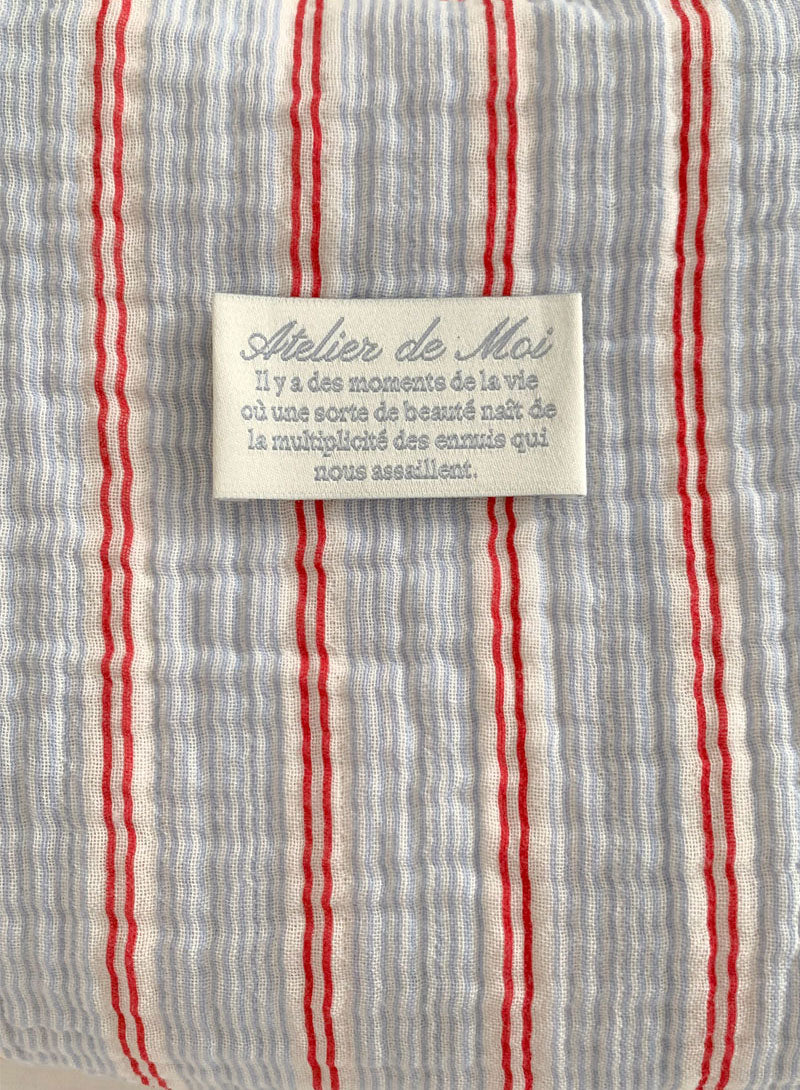 Atelier de Moi
Il y a des moments de la vie
où une sorte de beauté naît de
la multiplicité des ennuis qui
nous assaillent.